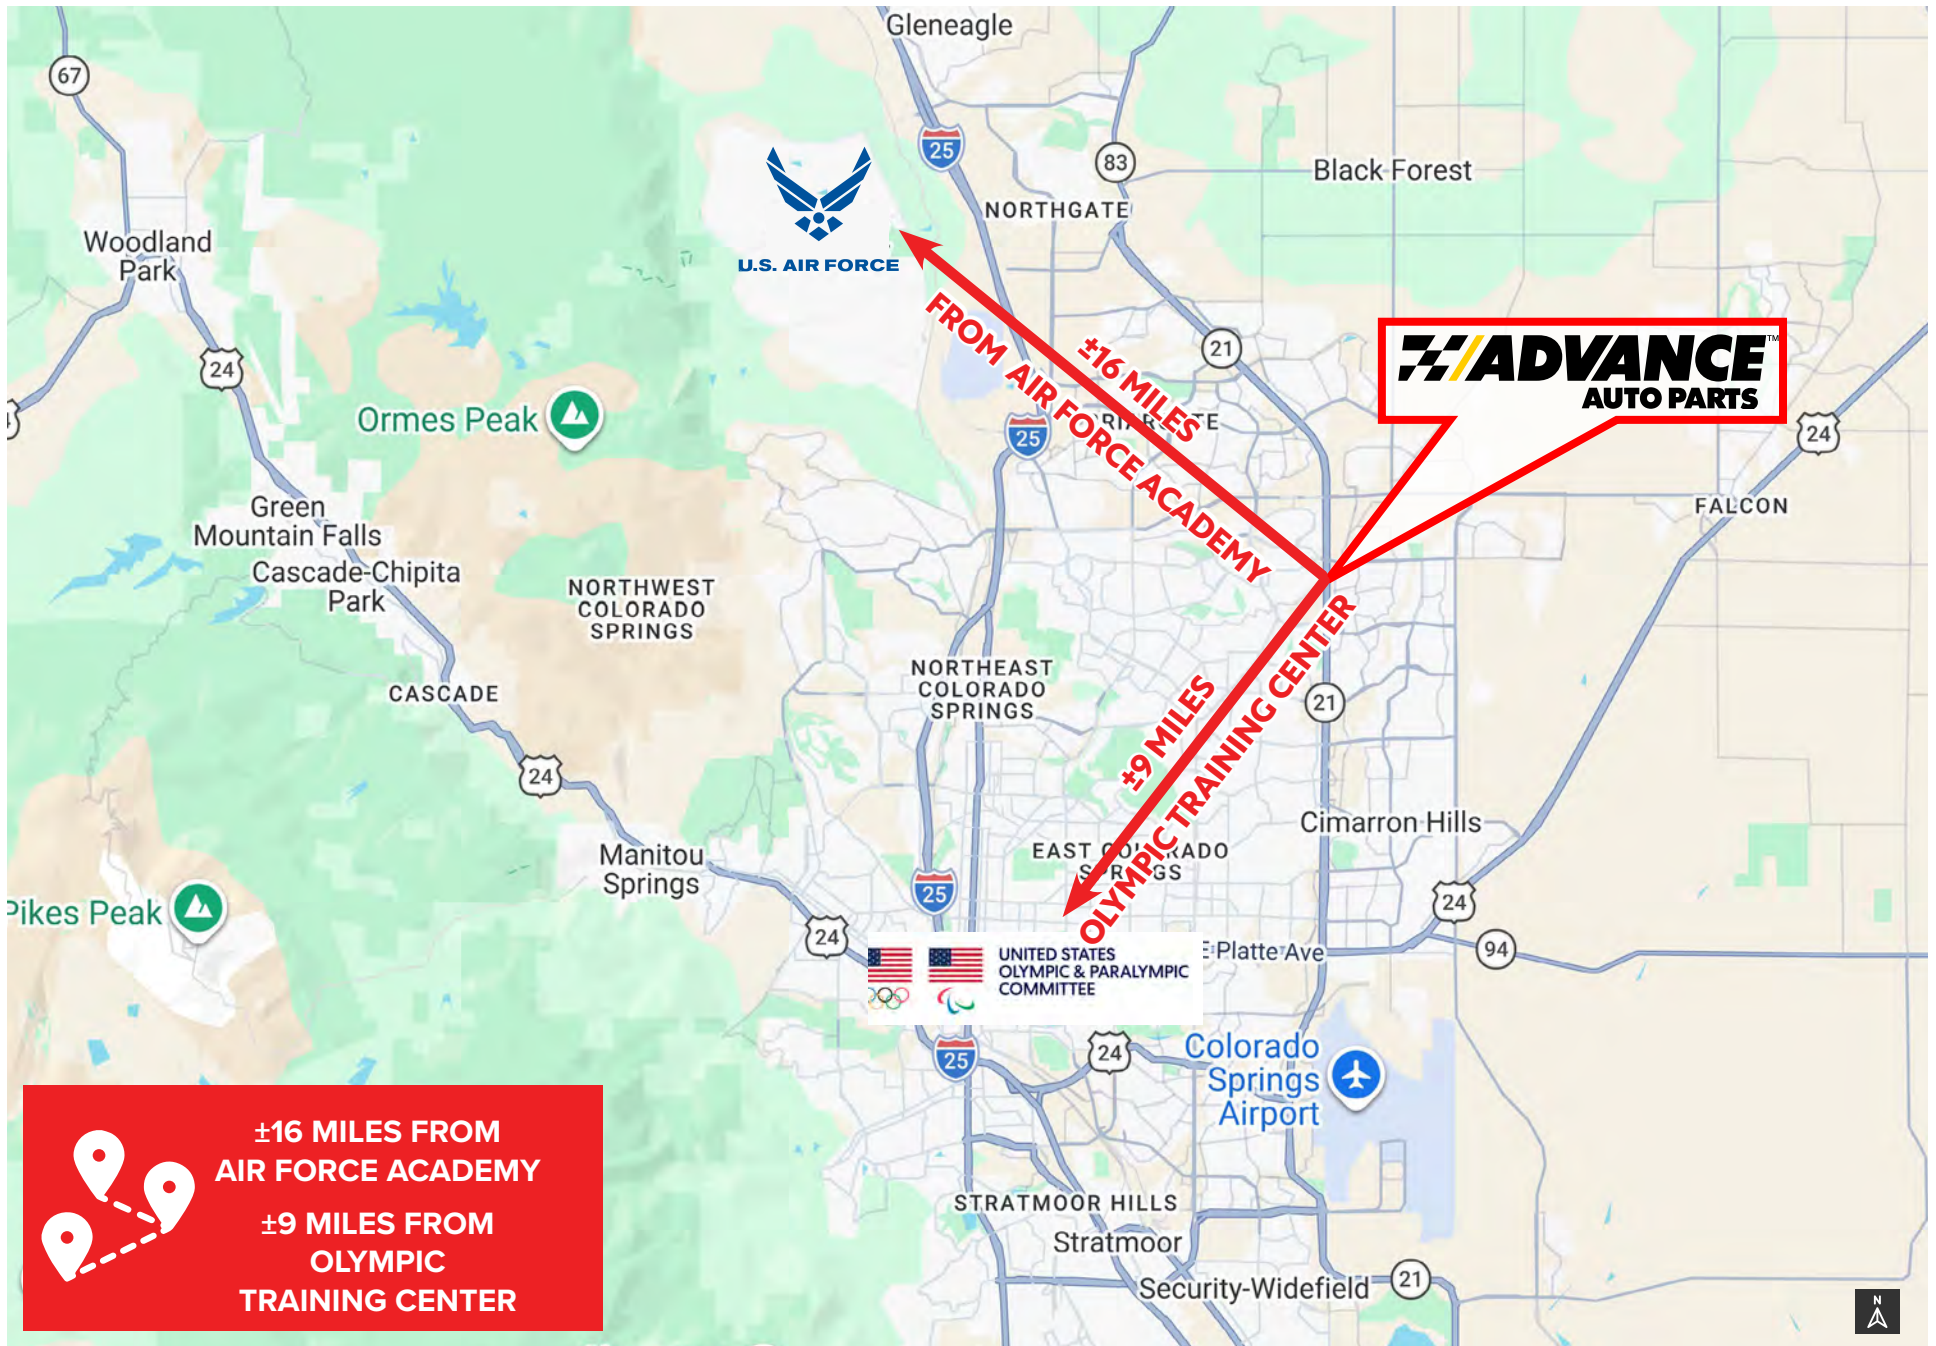 Gleneagle
67
25
83
Black Forest
NORTHGATE
Woodland
Park
U.S. AIR FORCE
±16 MILES
FROM AIR FORCE ACADEMY
21
ADVANCE
TM
AUTO PARTS
24
Ormes Peak
25
24
FALCON
Green
Mountain Falls
Cascade-Chipita
Park
NORTHWEST
COLORADO
SPRINGS
NORTHEAST
COLORADO
SPRINGS
CASCADE
21
±9 MILES
OLYMPIC TRAINING CENTER
24
Cimarron Hills
EAST COLORADO
SPRINGS
Manitou
Springs
Pikes Peak
25
24
24
94
E Platte Ave
UNITED STATES
OLYMPIC & PARALYMPIC
COMMITTEE
25
24
Colorado
Springs
Airport
±16 MILES FROM
AIR FORCE ACADEMY
±9 MILES FROM
OLYMPIC
TRAINING CENTER
STRATMOOR HILLS
Stratmoor
Security-Widefield
21
N